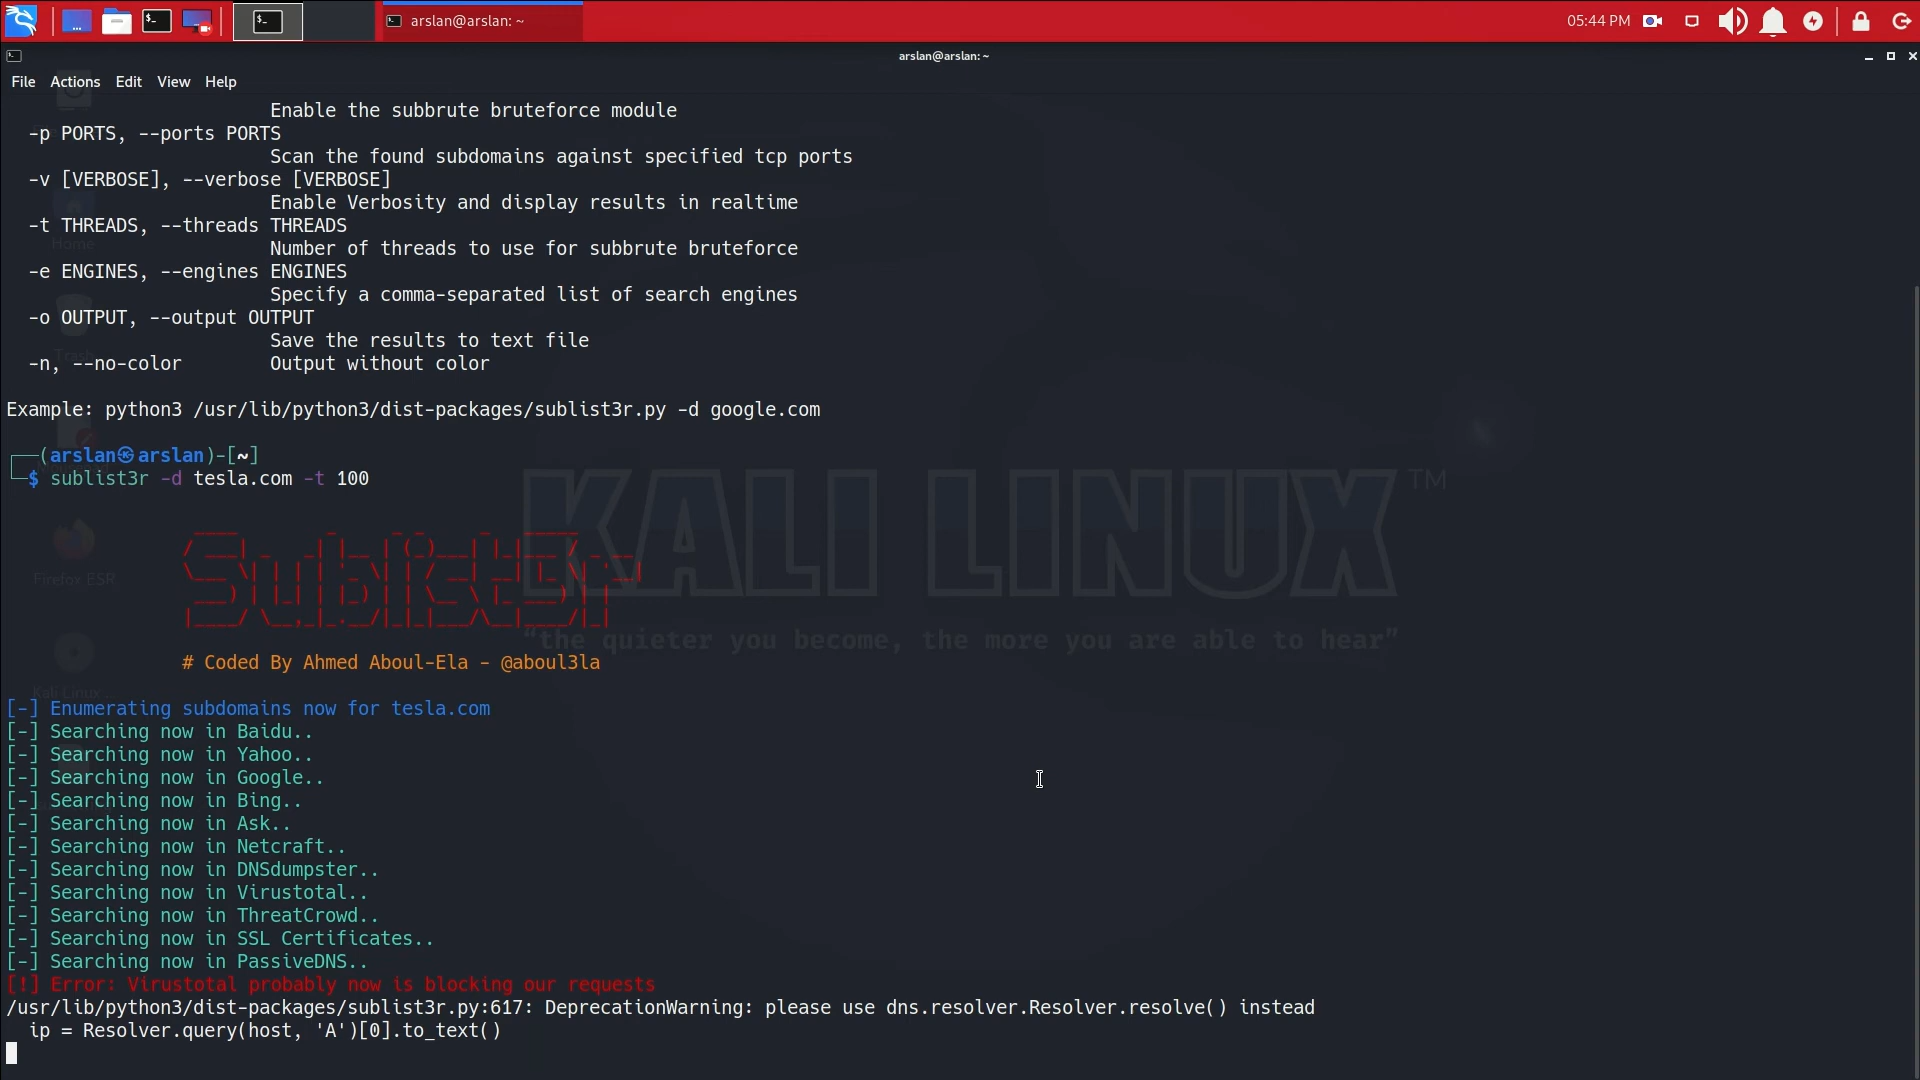 arslan@arslan: ~
05:44 PM
arslan@arslan: ~
File Actions Edit View Help
Enable the subbrute bruteforce module
-p PORTS, --ports PORTS
Scan the found subdomains against specified tcp ports
-v [VERBOSE], --verbose [VERBOSE]
Enable Verbosity and display results in realtime
-t THREADS, --threads THREADS
Number of threads to use for subbrute bruteforce
-e ENGINES, --engines ENGINES
Specify a comma-separated list of search engines
-o OUTPUT, --output OUTPUT
Save the results to text file
-n, --no-color Output without color
Example: python3 /usr/lib/python3/dist-packages/sublist3r.py -d google.com
(arslan㉿arslan)-[~]
$ sublist3r -d tesla.com -t 100
Sublist3r
# Coded By Ahmed Aboul-Ela - @aboul3la
[-] Enumerating subdomains now for tesla.com
[-] Searching now in Baidu..
[-] Searching now in Yahoo..
[-] Searching now in Google..
[-] Searching now in Bing..
[-] Searching now in Ask..
[-] Searching now in Netcraft..
[-] Searching now in DNSdumpster..
[-] Searching now in Virustotal..
[-] Searching now in ThreatCrowd..
[-] Searching now in SSL Certificates..
[-] Searching now in PassiveDNS..
[!] Error: Virustotal probably now is blocking our requests
/usr/lib/python3/dist-packages/sublist3r.py:617: DeprecationWarning: please use dns.resolver.Resolver.resolve() instead
ip = Resolver.query(host, 'A')[0].to_text()
Home
Trash
Firefox ESR
Kali Linux ...
KALI LINUX™
“the quieter you become, the more you are able to hear”